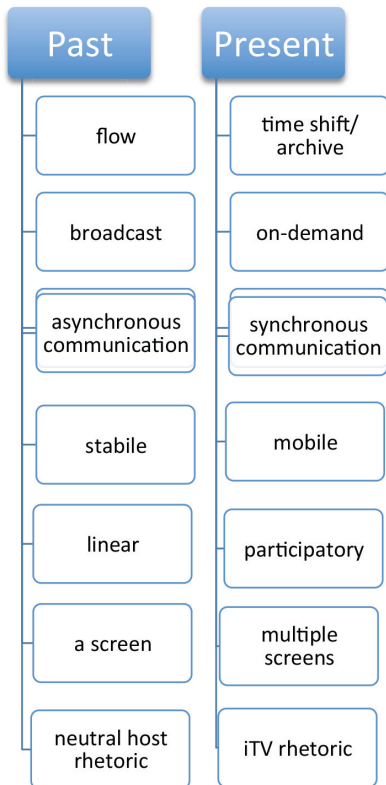 Past
flow
broadcast
asynchronous
communication
stabile
linear
a screen
neutral host
rhetoric
Present
time shift/
archive
on-demand
synchronous
communication
mobile
participatory
multiple
screens
iTV rhetoric